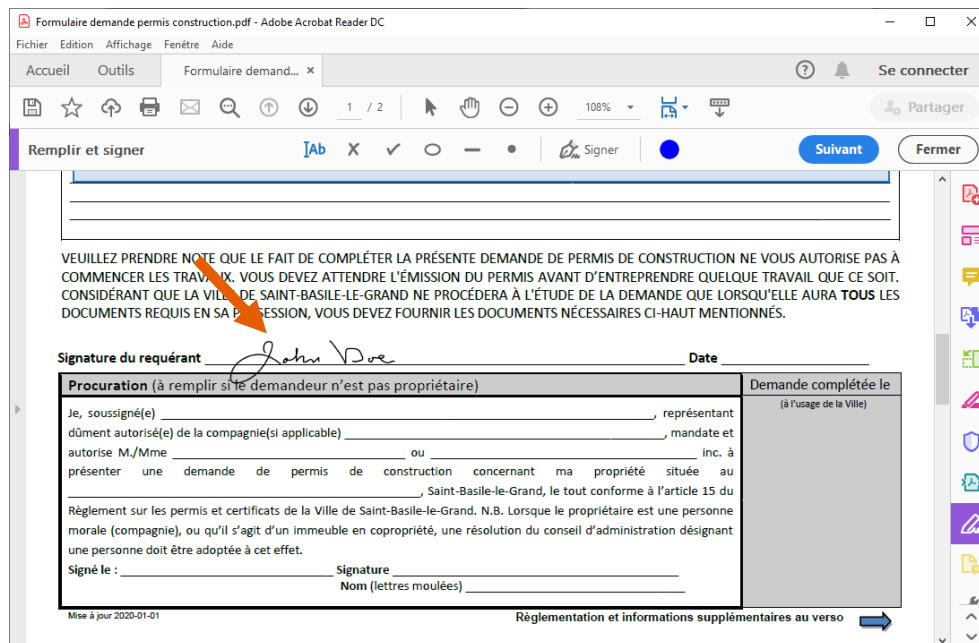 Formulaire demande permis construction.pdf - Adobe Acrobat Reader DC
Fichier Edition Affichage Fenêtre Aide
Accueil Outils Formulaire demand... × ? Se connecter
1 / 2 108% Partager
Remplir et signer IAb Signer Suivant Fermer
VEUILLEZ PRENDRE NOTE QUE LE FAIT DE COMPLÉTER LA PRÉSENTE DEMANDE DE PERMIS DE CONSTRUCTION NE VOUS AUTORISE PAS À
COMMENCER LES TRAVAUX. VOUS DEVEZ ATTENDRE L'ÉMISSION DU PERMIS AVANT D’ENTREPRENDRE QUELQUE TRAVAIL QUE CE SOIT.
CONSIDÉRANT QUE LA VILLE DE SAINT-BASILE-LE-GRAND NE PROCÉDERA À L'ÉTUDE DE LA DEMANDE QUE LORSQU'ELLE AURA TOUS LES
DOCUMENTS REQUIS EN SA POSSESSION, VOUS DEVEZ FOURNIR LES DOCUMENTS NÉCESSAIRES CI-HAUT MENTIONNÉS.
Signature du requérant John Doe Date
Procuration (à remplir si le demandeur n’est pas propriétaire) Demande complétée le
(à l’usage de la Ville)
Je, soussigné(e) , représentant
dûment autorisé(e) de la compagnie(si applicable) , mandate et
autorise M./Mme ou inc. à
présenter une demande de permis de construction concernant ma propriété située au
, Saint-Basile-le-Grand, le tout conforme à l’article 15 du
Règlement sur les permis et certificats de la Ville de Saint-Basile-le-Grand. N.B. Lorsque le propriétaire est une personne
morale (compagnie), ou qu’il s’agit d’un immeuble en copropriété, une résolution du conseil d’administration désignant
une personne doit être adoptée à cet effet.
Signé le : Signature
Nom (lettres moulées)
Mise à jour 2020-01-01 Règlementation et informations supplémentaires au verso